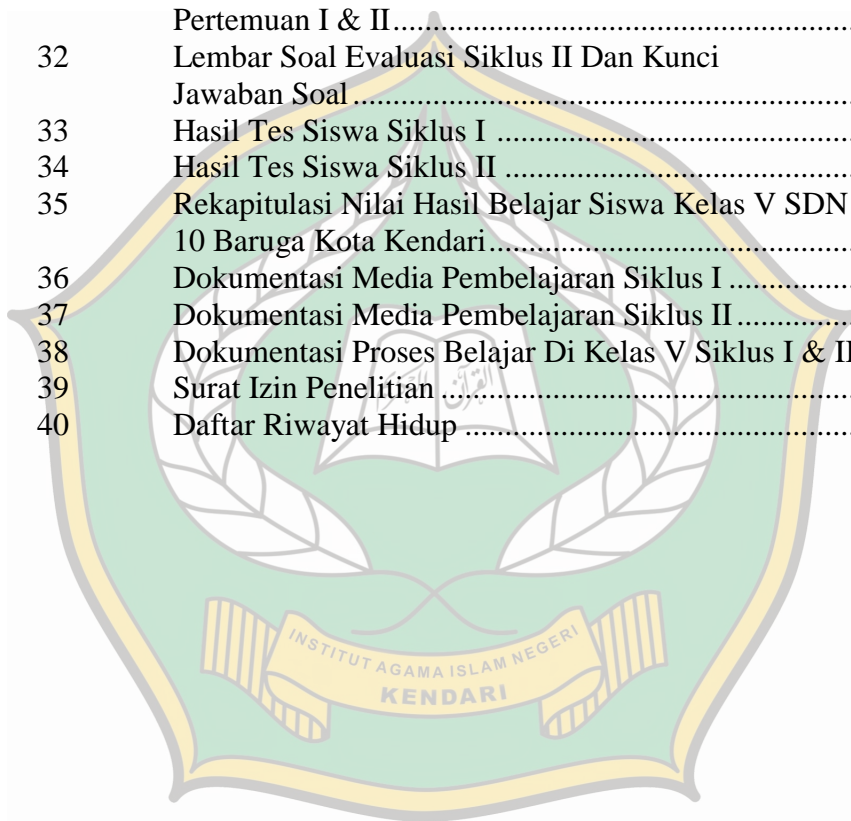 Pertemuan I & II....................................................
32 Lembar Soal Evaluasi Siklus II Dan Kunci
Jawaban Soal.........................................................
33 Hasil Tes Siswa Siklus I .......................................
34 Hasil Tes Siswa Siklus II ......................................
35 Rekapitulasi Nilai Hasil Belajar Siswa Kelas V SDN
10 Baruga Kota Kendari........................................
36 Dokumentasi Media Pembelajaran Siklus I ................
37 Dokumentasi Media Pembelajaran Siklus II...............
38 Dokumentasi Proses Belajar Di Kelas V Siklus I & II
39 Surat Izin Penelitian ..............................................
40 Daftar Riwayat Hidup ...........................................
القرآن الكريم
INSTITUT AGAMA ISLAM NEGERI
KENDARI